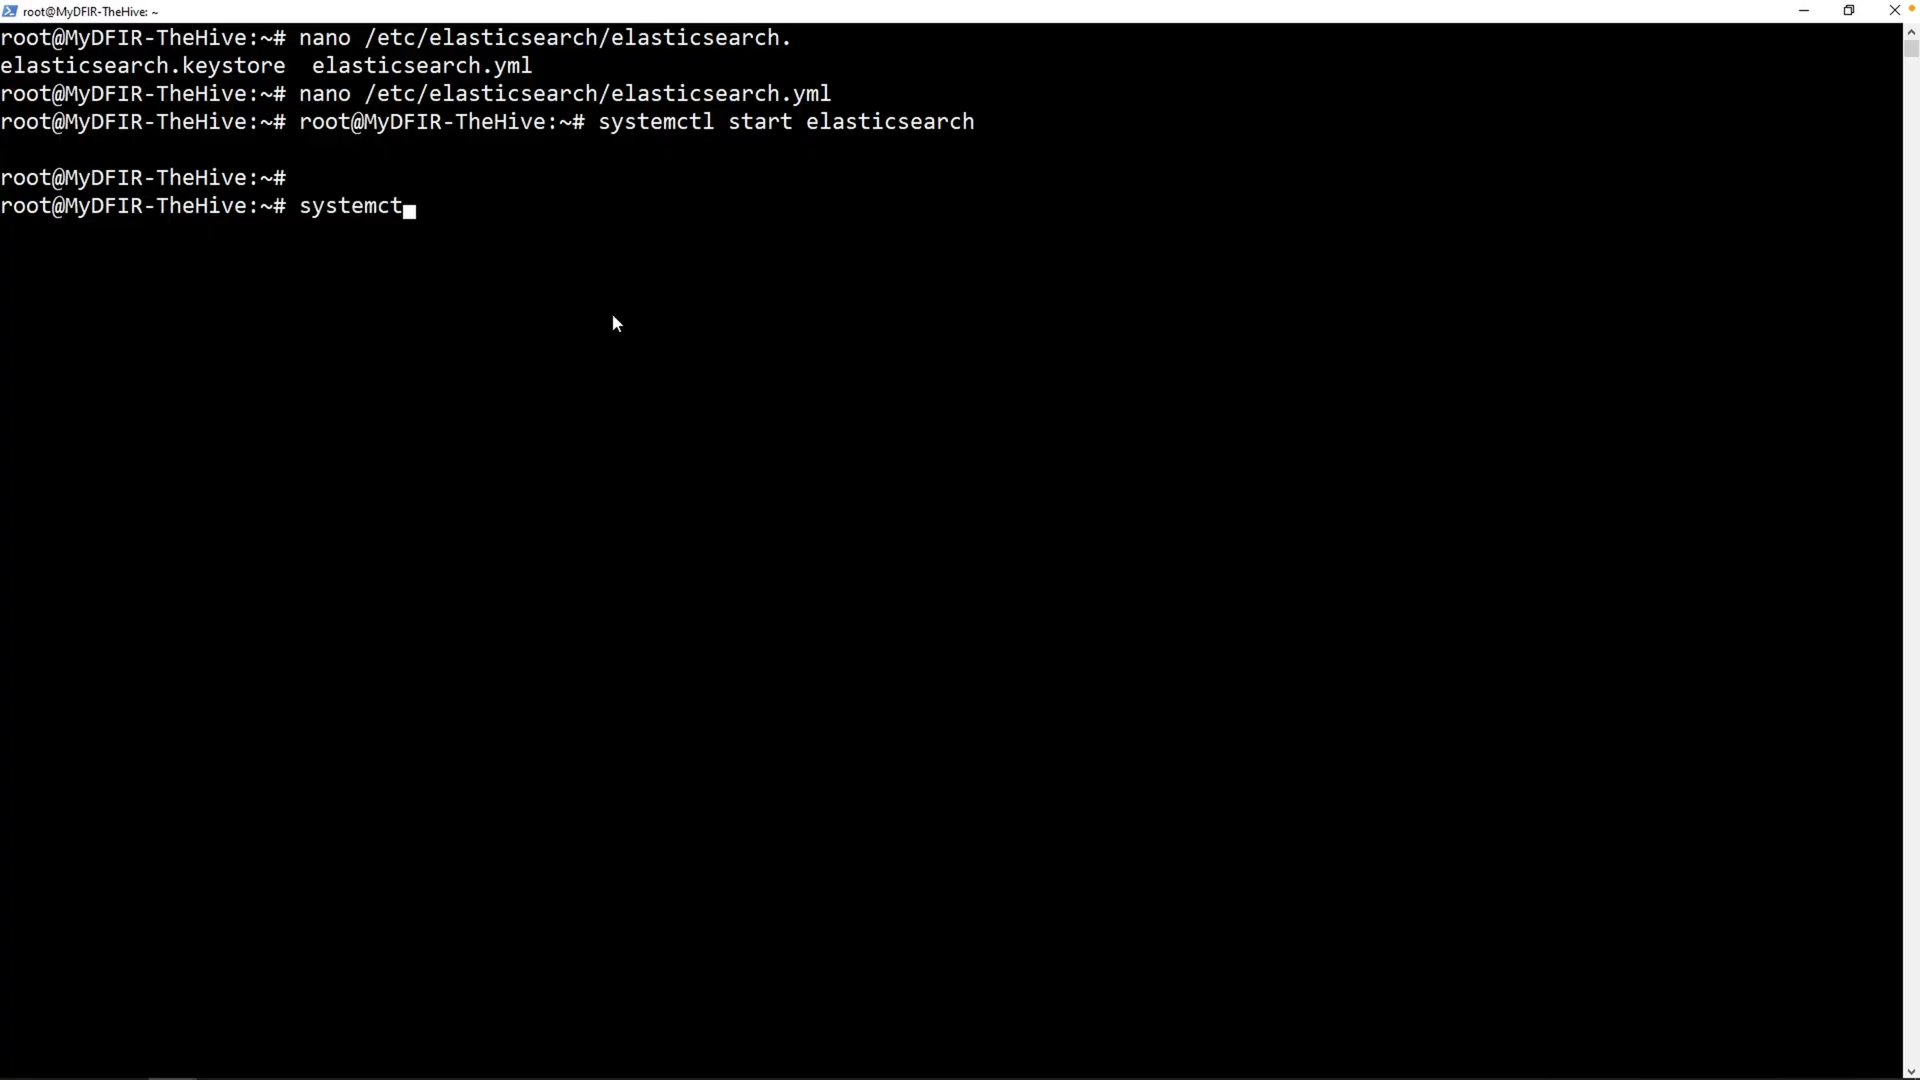 root@MyDFIR-TheHive: ~
root@MyDFIR-TheHive:~# nano /etc/elasticsearch/elasticsearch.
elasticsearch.keystore  elasticsearch.yml
root@MyDFIR-TheHive:~# nano /etc/elasticsearch/elasticsearch.yml
root@MyDFIR-TheHive:~# root@MyDFIR-TheHive:~# systemctl start elasticsearch
root@MyDFIR-TheHive:~#
root@MyDFIR-TheHive:~# systemct